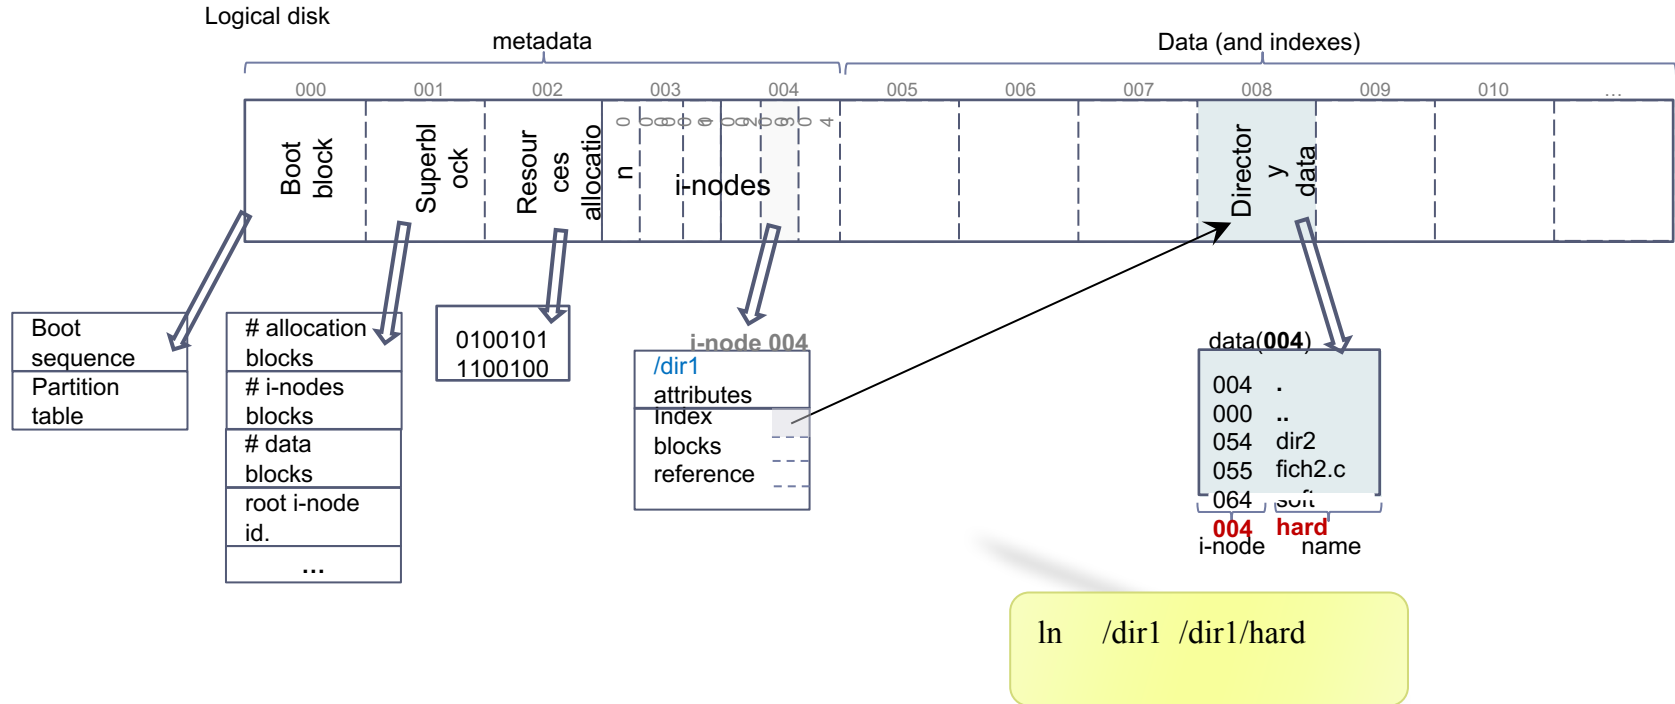 Logical disk
metadata
Data (and indexes)
000 001 002 003 004 005 006 007 008 009 010 ...
Boot
block
Superbl
ock
Resour
ces
allocatio
n
i-nodes
Director
y
data
Boot
sequence
Partition
table
# allocation
blocks
# i-nodes
blocks
# data
blocks
root i-node
id.
...
0100101
1100100
i-node 004
/dir1
attributes
Index
blocks
reference
data(004)
004 .
000 ..
054 dir2
055 fich2.c
064 soft
004 hard
i-node name
ln /dir1 /dir1/hard